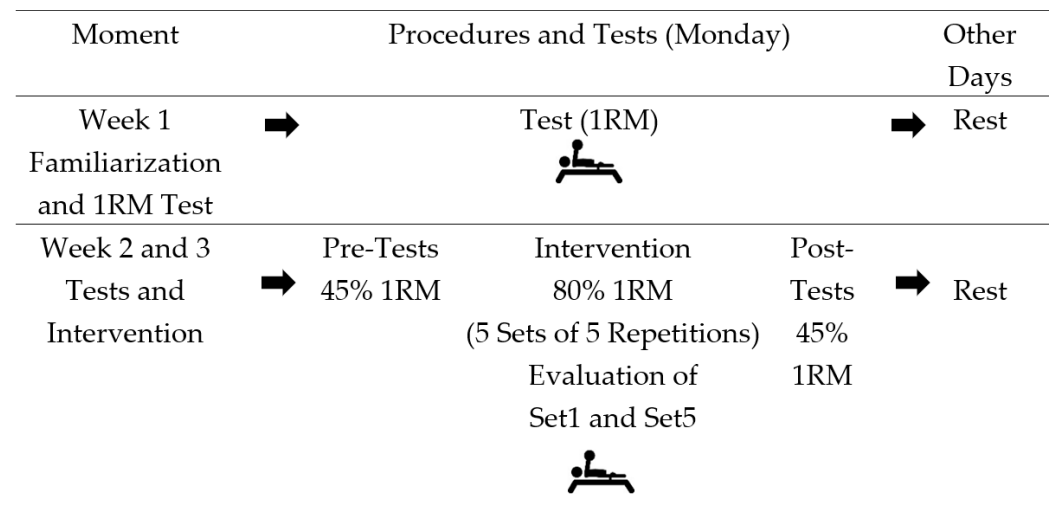 Moment Procedures and Tests (Monday) Other
Days
Week 1 Test (1RM) Rest
Familiarization
and 1RM Test
Week 2 and 3 Pre-Tests Intervention Post-
Tests and 45% 1RM 80% 1RM Tests Rest
Intervention (5 Sets of 5 Repetitions) 45%
Evaluation of 1RM
Set1 and Set5